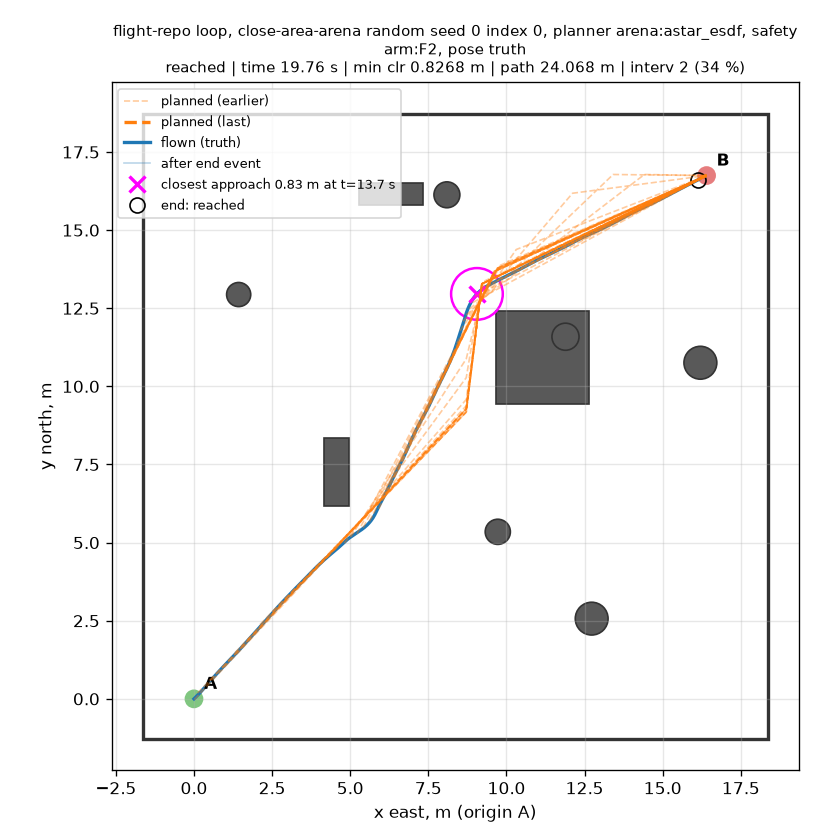 flight-repo loop, close-area-arena random seed 0 index 0, planner arena:astar_esdf, safety
arm:F2, pose truth
reached | time 19.76 s | min clr 0.8268 m | path 24.068 m | interv 2 (34 %)
planned (earlier)
planned (last)
flown (truth)
after end event
closest approach 0.83 m at t=13.7 s
end: reached
B
A
17.5
15.0
12.5
10.0
7.5
5.0
2.5
0.0
y north, m
−2.5
0.0
2.5
5.0
7.5
10.0
12.5
15.0
17.5
x east, m (origin A)